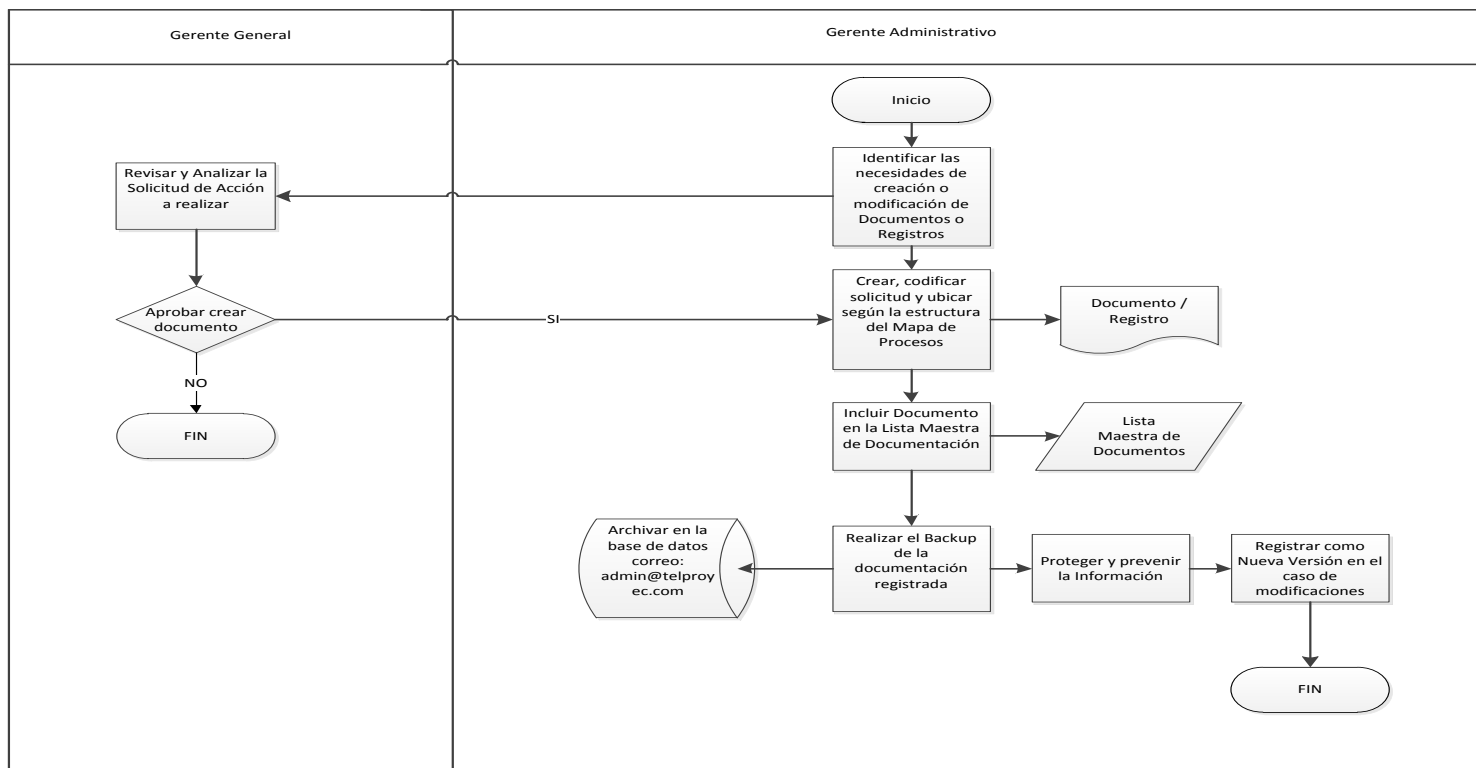 Gerente General
Gerente Administrativo
Inicio
Identificar las
necesidades de
creación o
modificación de
Documentos o
Registros
Revisar y Analizar la
Solicitud de Acción
a realizar
Aprobar crear
documento
SI
NO
FIN
Crear, codificar
solicitud y ubicar
según la estructura
del Mapa de
Procesos
Documento /
Registro
Incluir Documento
en la Lista Maestra
de Documentación
Lista
Maestra de
Documentos
Archivar en la
base de datos
correo:
admin@telproy
ec.com
Realizar el Backup
de la
documentación
registrada
Proteger y prevenir
la Información
Registrar como
Nueva Versión en el
caso de
modificaciones
FIN